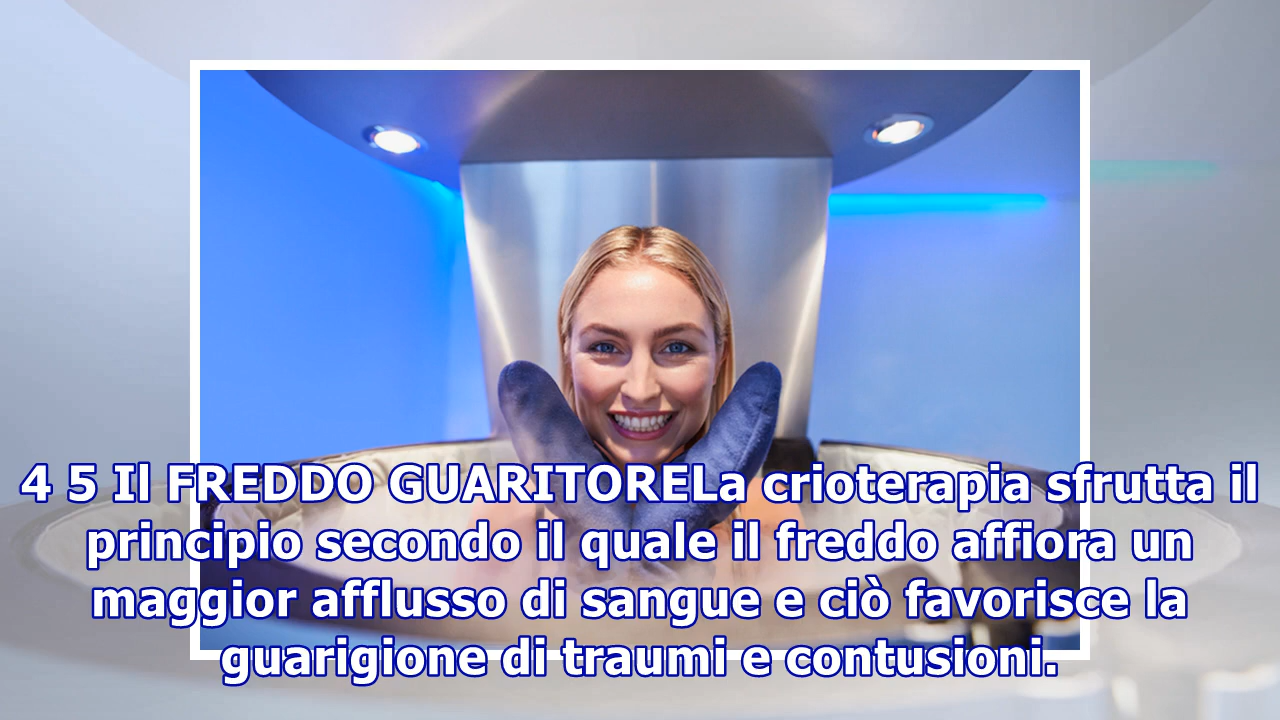 4 5 Il FREDDO GUARITORELa crioterapia sfrutta il
principio secondo il quale il freddo affiora un
maggior afflusso di sangue e ciò favorisce la
guarigione di traumi e contusioni.